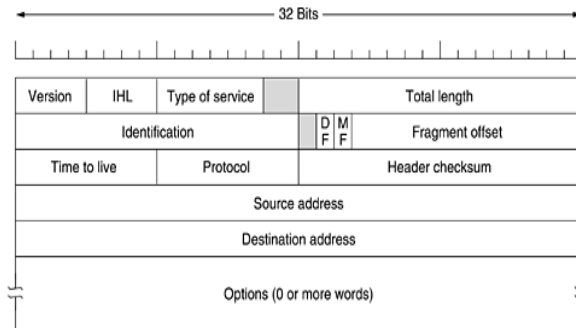 32 Bits
Version IHL Type of service Total length
Identification D F M F Fragment offset
Time to live Protocol Header checksum
Source address
Destination address
Options (0 or more words)